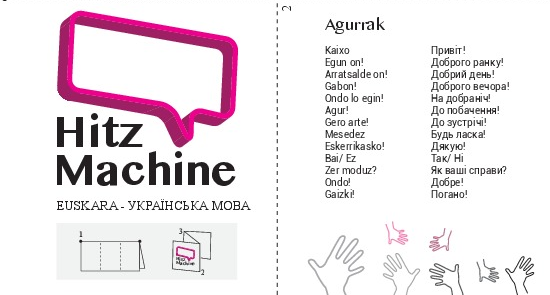 Hitz
Machine
EUSKARA - УКРАЇНСЬКА МОВА
1
3
Hitz
Machine
2
2
Agurrak
Kaixo Привіт!
Egun on! Доброго ранку!
Arratsalde on! Добрий день!
Gabon! Доброго вечора!
Ondo lo egin! На добраніч!
Agur! До побачення!
Gero arte! До зустрічі!
Mesedez Будь ласка!
Eskerrikasko! Дякую!
Bai/ Ez Так/ Ні
Zer moduz? Як ваші справи?
Ondo! Добре!
Gaizki! Погано!